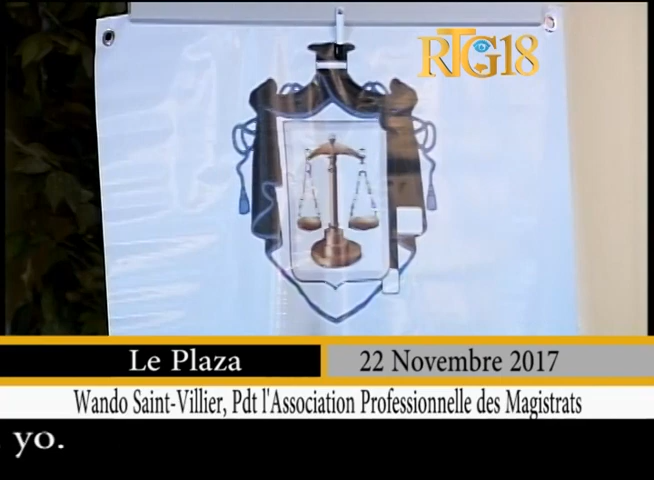 RTG18
Le Plaza
22 Novembre 2017
Wando Saint-Villier, Pdt l'Association Professionnelle des Magistrats
yo.